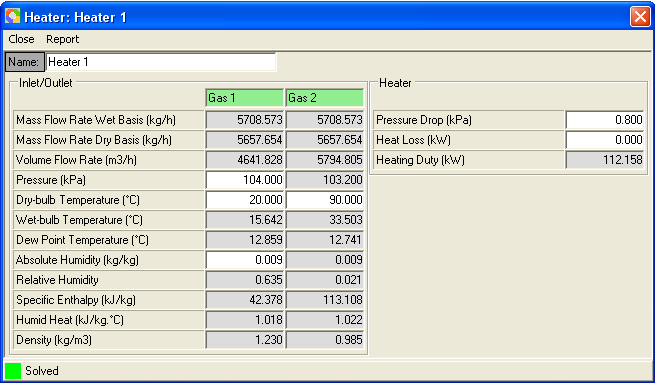 Heater: Heater 1
Close Report
Name: Heater 1
Inlet/Outlet
Gas 1 Gas 2
Mass Flow Rate Wet Basis (kg/h) 5708.573 5708.573
Mass Flow Rate Dry Basis (kg/h) 5657.654 5657.654
Volume Flow Rate (m3/h) 4641.828 5794.805
Pressure (kPa) 104.000 103.200
Dry-bulb Temperature (°C) 20.000 90.000
Wet-bulb Temperature (°C) 15.642 33.503
Dew Point Temperature (°C) 12.859 12.741
Absolute Humidity (kg/kg) 0.009 0.009
Relative Humidity 0.635 0.021
Specific Enthalpy (kJ/kg) 42.378 113.108
Humid Heat (kJ/kg.°C) 1.018 1.022
Density (kg/m3) 1.230 0.985
Heater
Pressure Drop (kPa) 0.800
Heat Loss (kW) 0.000
Heating Duty (kW) 112.158
Solved